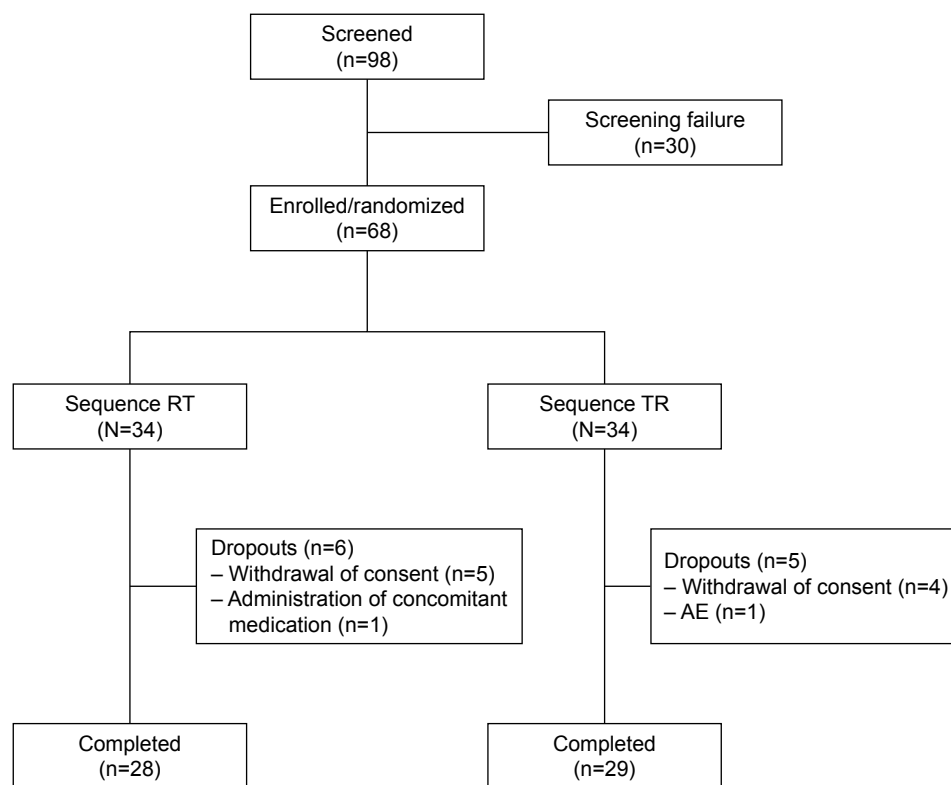 Screened
(n=98)
Screening failure
(n=30)
Enrolled/randomized
(n=68)
Sequence RT
(N=34)
Sequence TR
(N=34)
Dropouts (n=6)
– Withdrawal of consent (n=5)
– Administration of concomitant
medication (n=1)
Dropouts (n=5)
– Withdrawal of consent (n=4)
– AE (n=1)
Completed
(n=28)
Completed
(n=29)